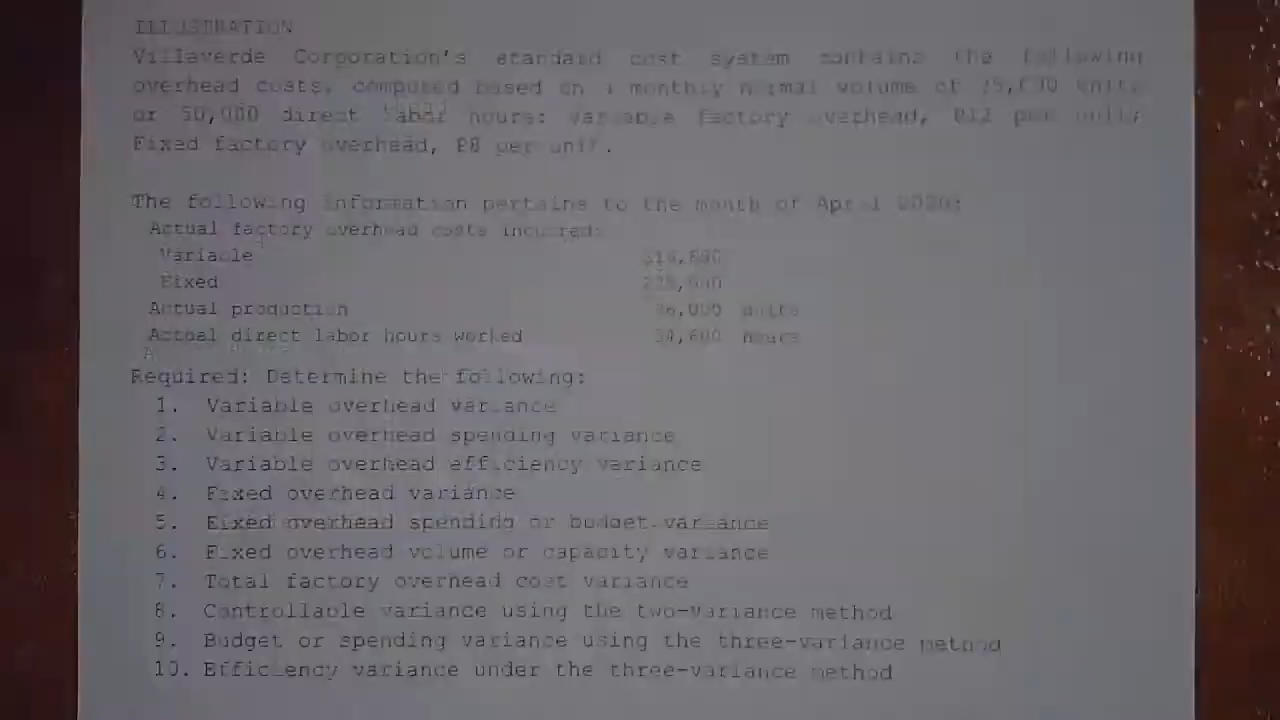 ILLUSTRATION
Villaverde Corporation's standard cost system contains the following
overhead costs, computed based on a monthly normal volume of units
or 50,000 direct labor hours: variable factory overhead, P12 per unit;
Fixed factory overhead, P8 per unit.
The following information pertains to the month of April 2020:
Actual factory overhead costs incurred:
Variable
Fixed
Actual production units
Actual direct labor hours worked hours
Required: Determine the following:
1. Variable overhead variance
2. Variable overhead spending variance
3. Variable overhead efficiency variance
4. Fixed overhead variance
5. Fixed overhead spending or budget variance
6. Fixed overhead volume or capacity variance
7. Total factory overhead cost variance
8. Controllable variance using the two-variance method
9. Budget or spending variance using the three-variance method
10. Efficiency variance under the three-variance method